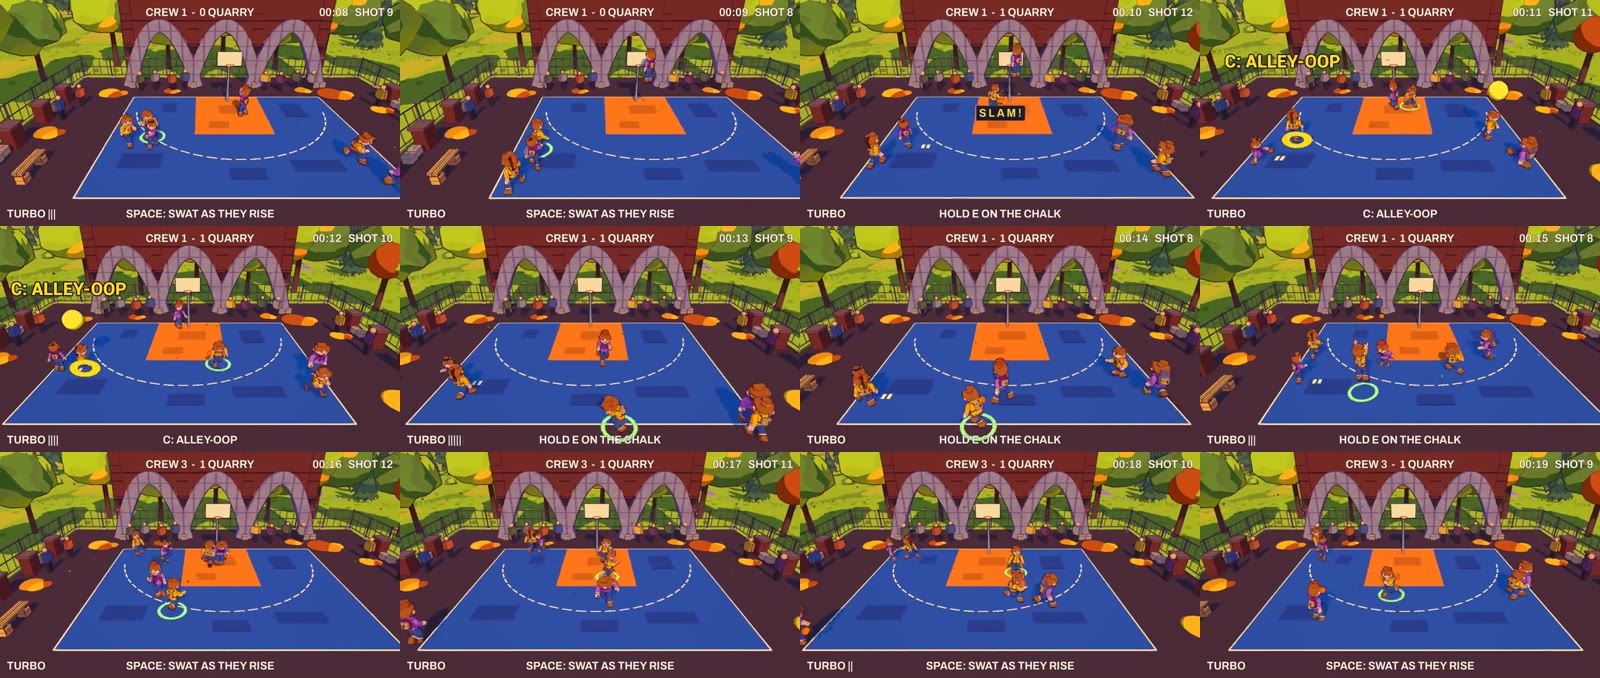 CREW 1 - 0 QUARRY
00:08 SHOT 9
TURBO |||
SPACE: SWAT AS THEY RISE
CREW 1 - 0 QUARRY
00:09 SHOT 8
TURBO
SPACE: SWAT AS THEY RISE
CREW 1 - 1 QUARRY
00:10 SHOT 12
SLAM!
TURBO
HOLD E ON THE CHALK
CREW 1 - 1 QUARRY
00:11 SHOT 11
C: ALLEY-OOP
TURBO
C: ALLEY-OOP
CREW 1 - 1 QUARRY
00:12 SHOT 10
C: ALLEY-OOP
TURBO ||||
C: ALLEY-OOP
CREW 1 - 1 QUARRY
00:13 SHOT 9
TURBO |||||
HOLD E ON THE CHALK
CREW 1 - 1 QUARRY
00:14 SHOT 8
TURBO
HOLD E ON THE CHALK
CREW 1 - 1 QUARRY
00:15 SHOT 8
TURBO |||
HOLD E ON THE CHALK
CREW 3 - 1 QUARRY
00:16 SHOT 12
TURBO
SPACE: SWAT AS THEY RISE
CREW 3 - 1 QUARRY
00:17 SHOT 11
TURBO
SPACE: SWAT AS THEY RISE
CREW 3 - 1 QUARRY
00:18 SHOT 10
TURBO ||
SPACE: SWAT AS THEY RISE
CREW 3 - 1 QUARRY
00:19 SHOT 9
TURBO
SPACE: SWAT AS THEY RISE